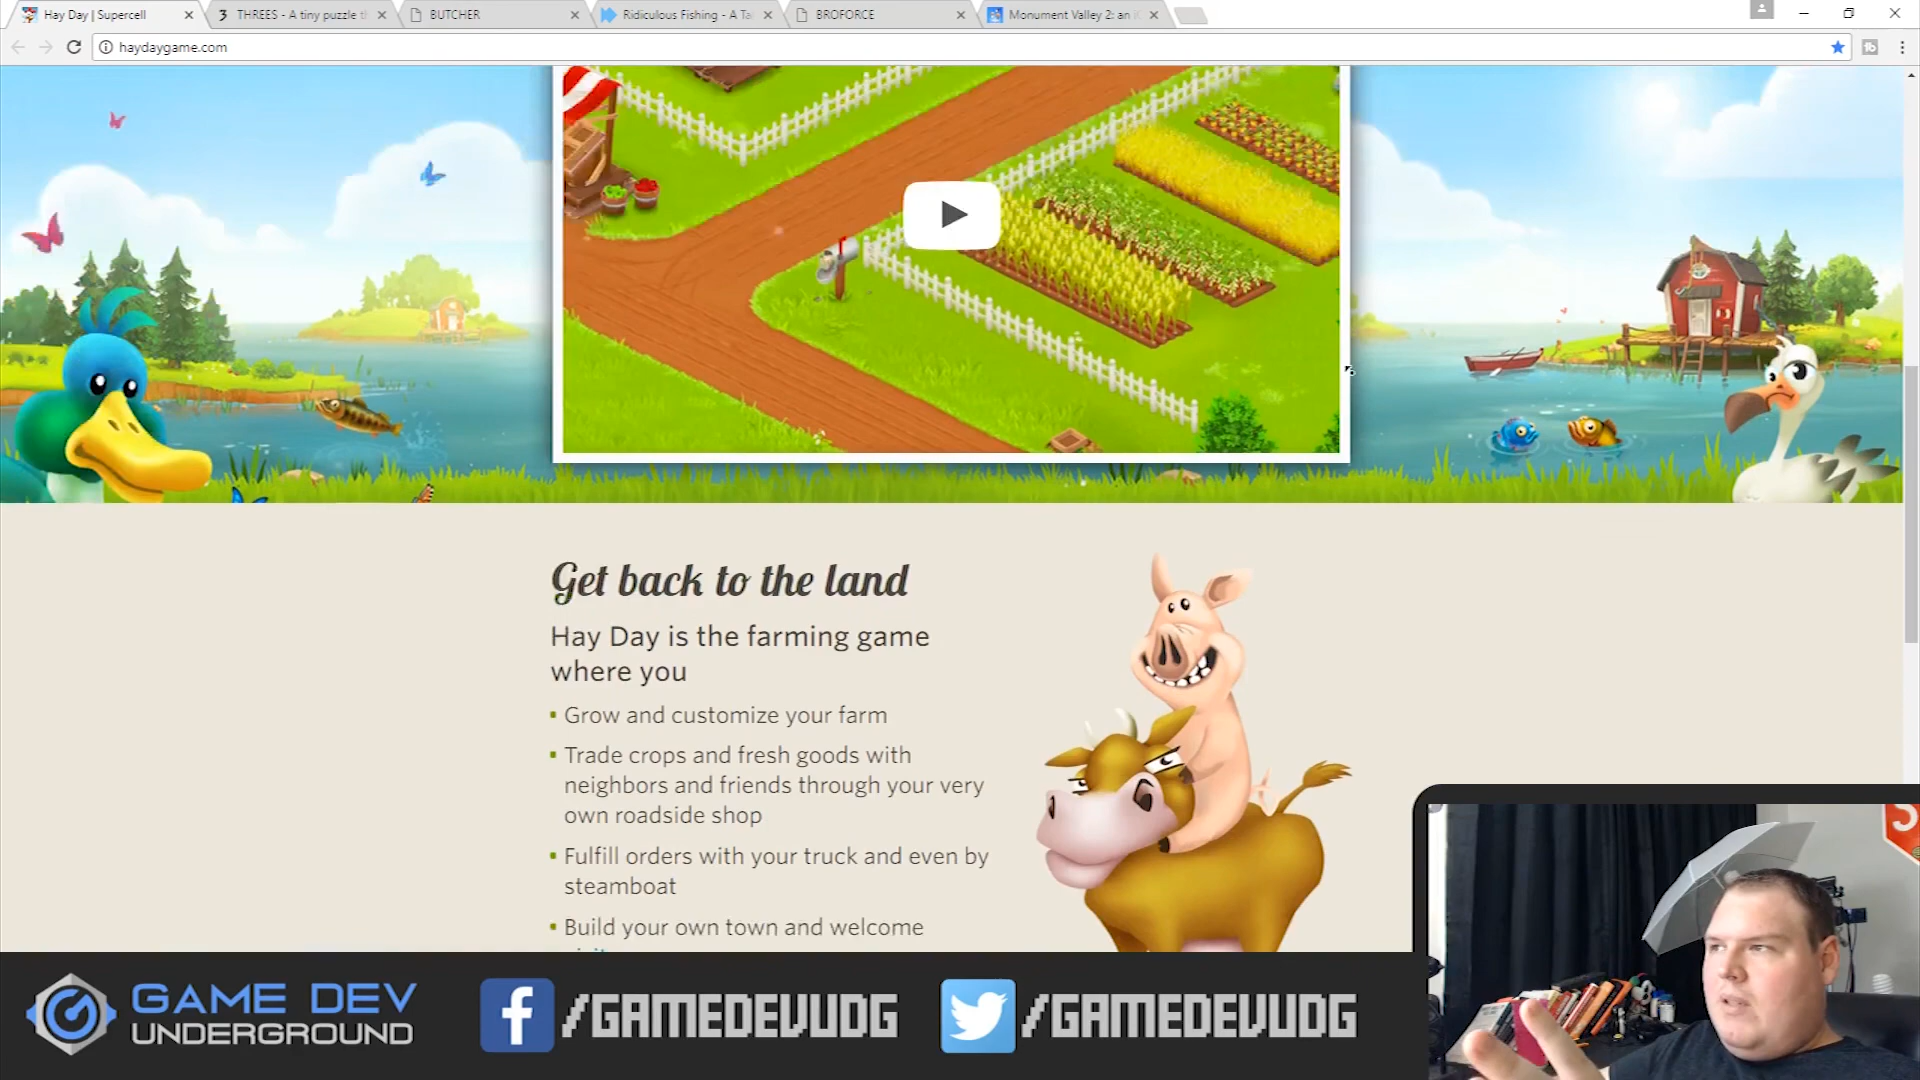 Hay Day | Supercell
3 THREES - A tiny puzzle th
BUTCHER
Ridiculous Fishing - A Ta
BROFORCE
Monument Valley 2: an i
haydaygame.com
Get back to the land
Hay Day is the farming game
where you
Grow and customize your farm
Trade crops and fresh goods with
neighbors and friends through your very
own roadside shop
Fulfill orders with your truck and even by
steamboat
Build your own town and welcome
GAME DEV
UNDERGROUND
f /GAMEDEVUDG
/GAMEDEVUDG